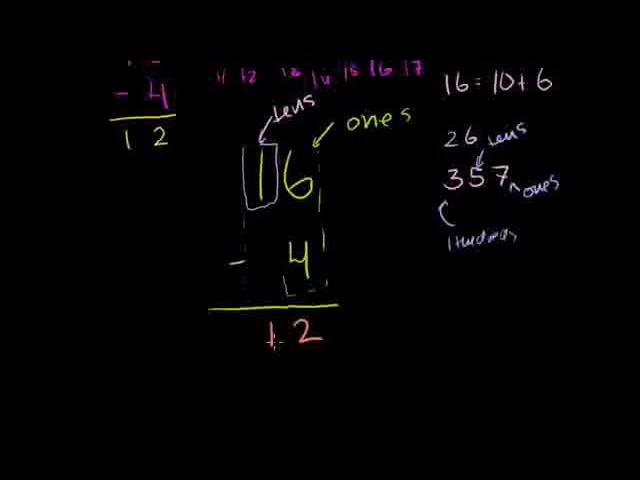 - 4
1 2
11 12 13 14 15 16 17
tens
ones
16
- 4
1 2
16 = 10 + 6
26 tens
357 ones
Hundreds